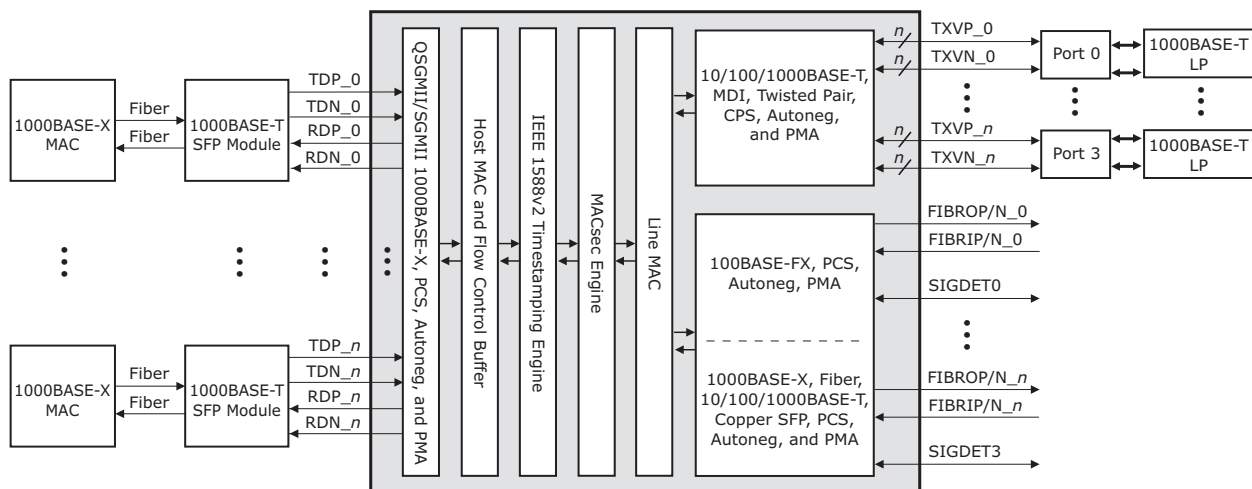 1000BASE-X
MAC
Fiber
Fiber
1000BASE-T
SFP Module
TDP_0
TDN_0
RDP_0
RDN_0
1000BASE-X
MAC
Fiber
Fiber
1000BASE-T
SFP Module
TDP_n
TDN_n
RDP_n
RDN_n
QSGMII/SGMII 1000BASE-X, PCS, Autoneg, and PMA
Host MAC and Flow Control Buffer
IEEE 1588v2 Timestamping Engine
MACsec Engine
Line MAC
10/100/1000BASE-T,
MDI, Twisted Pair,
CPS, Autoneg,
and PMA
n
TXVP_0
n
TXVN_0
n
TXVP_n
n
TXVN_n
Port 0
1000BASE-T
LP
Port 3
1000BASE-T
LP
100BASE-FX, PCS,
Autoneg, PMA
1000BASE-X, Fiber,
10/100/1000BASE-T,
Copper SFP, PCS,
Autoneg, and PMA
FIBROP/N_0
FIBRIP/N_0
SIGDET0
FIBROP/N_n
FIBRIP/N_n
SIGDET3